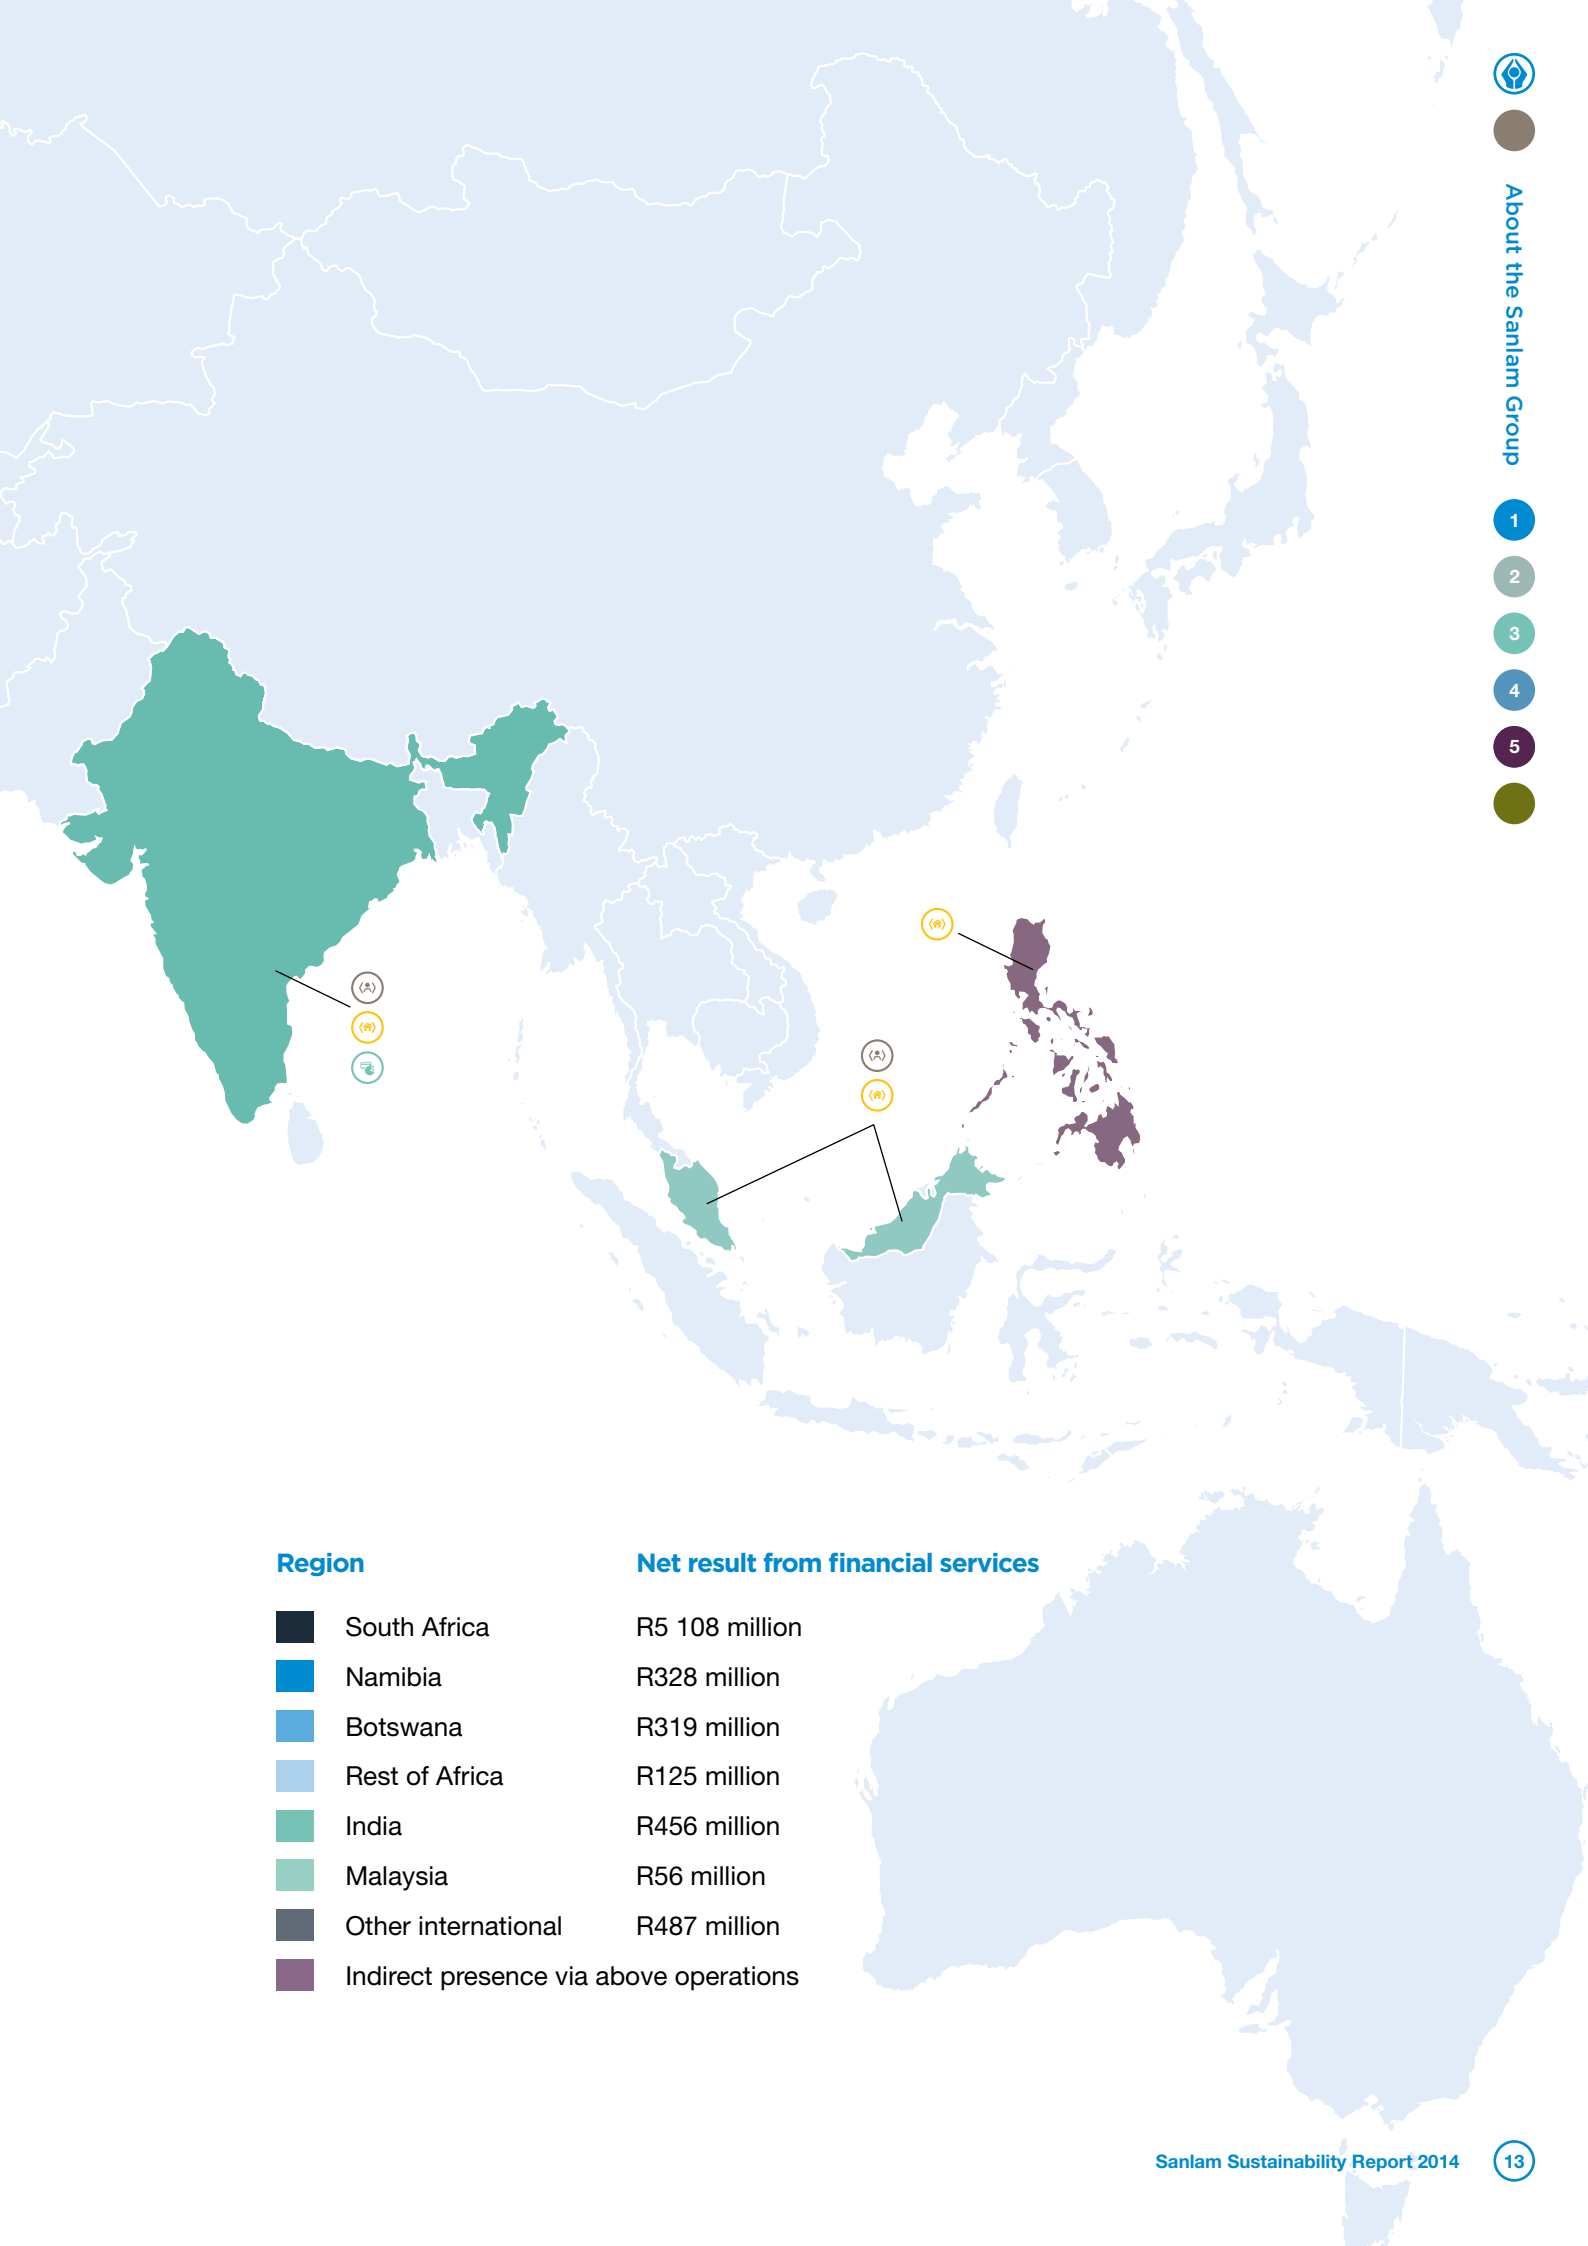 About the Sanlam Group
1
2
3
4
5
Region Net result from financial services
South Africa R5 108 million
Namibia R328 million
Botswana R319 million
Rest of Africa R125 million
India R456 million
Malaysia R56 million
Other international R487 million
Indirect presence via above operations
Sanlam Sustainability Report 2014 13